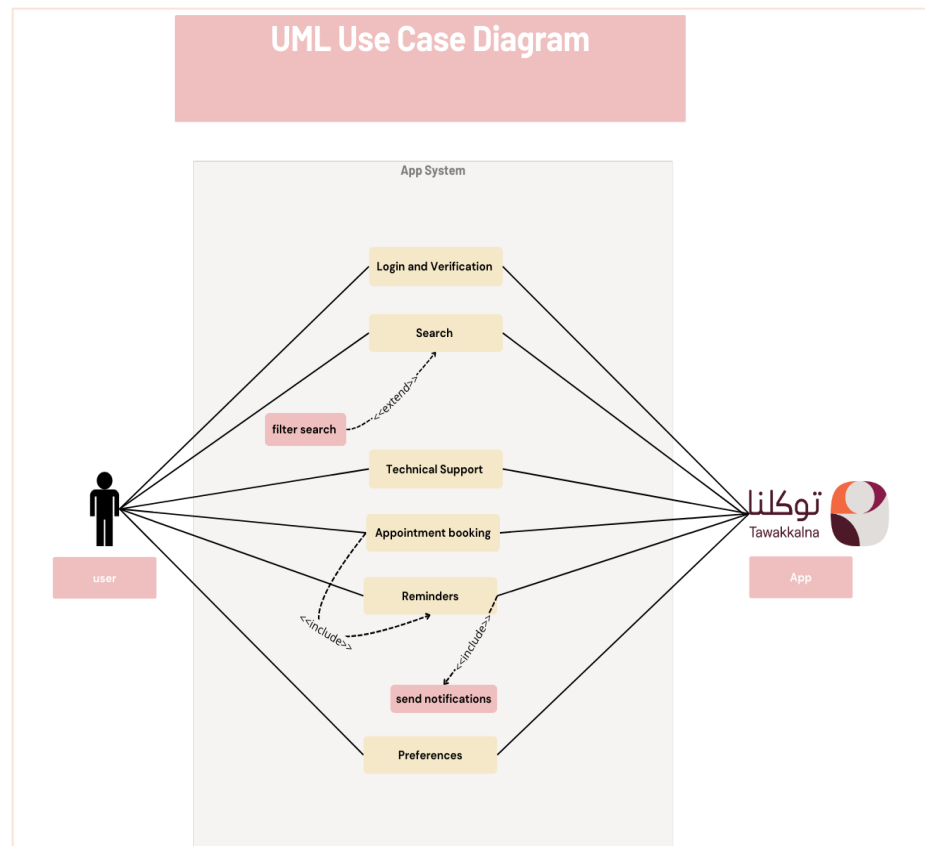 UML Use Case Diagram
App System
Login and Verification
Search
<<extend>>
filter search
Technical Support
توكلنا
Tawakkalna
Appointment booking
user
App
Reminders
<<include>>
<<include>>
send notifications
Preferences